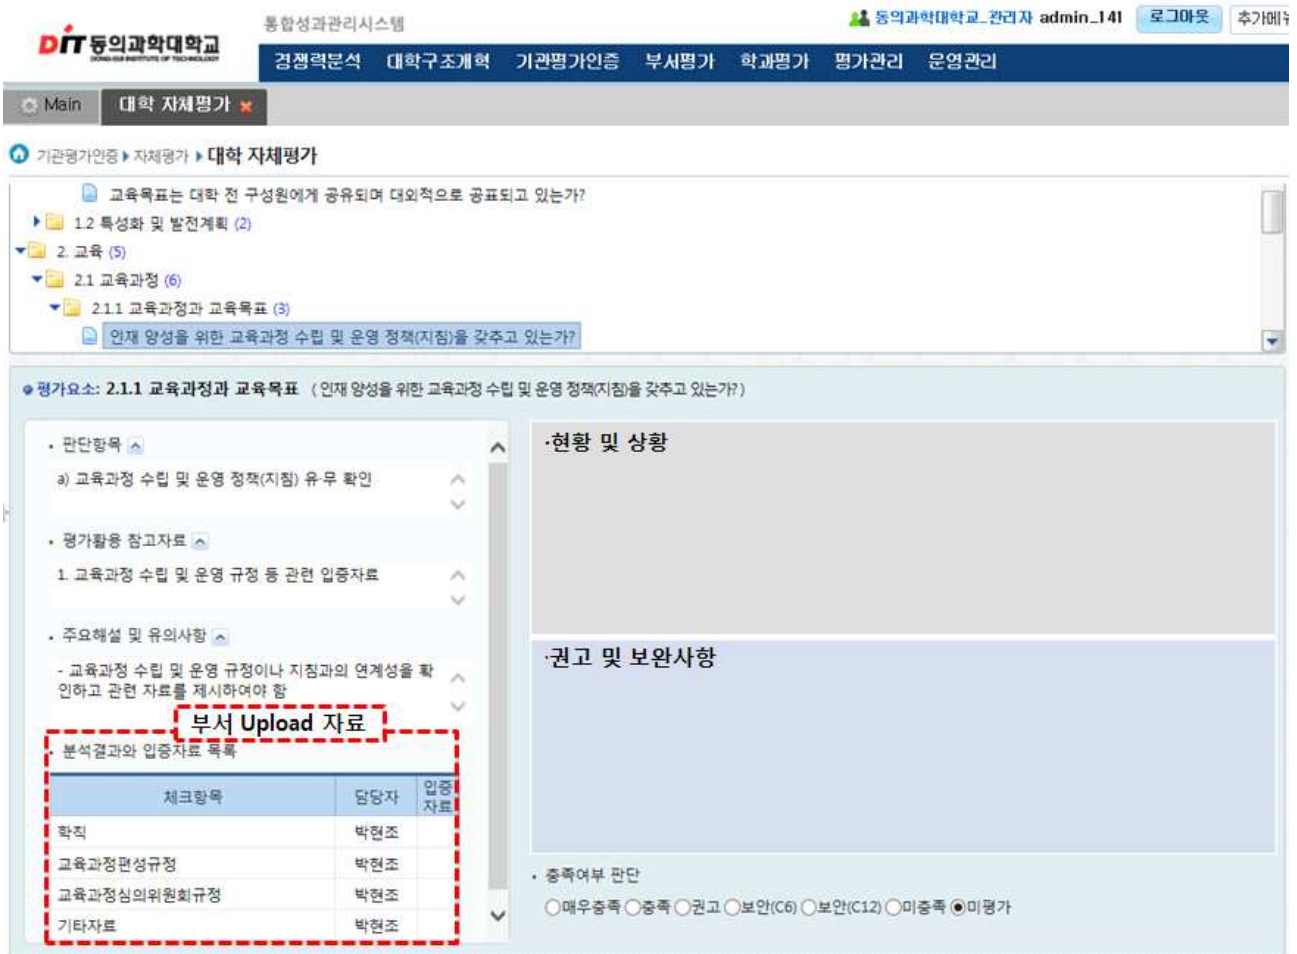 통합성과관리시스템
동의과학대학교_관리자 admin_141 로그아웃 추가메뉴
DIT 동의과학대학교
DONG-EUI INSTITUTE OF TECHNOLOGY
경쟁력분석 대학구조개혁 기관평가인증 부서평가 학과평가 평가관리 운영관리
Main 대학 자체평가
기관평가인증 자체평가 대학 자체평가
교육목표는 대학 전 구성원에게 공유되며 대외적으로 공표되고 있는가?
1.2 특성화 및 발전계획 (2)
2. 교육 (5)
2.1 교육과정 (6)
2.1.1 교육과정과 교육목표 (3)
인재 양성을 위한 교육과정 수립 및 운영 정책(지침)을 갖추고 있는가?
평가요소: 2.1.1 교육과정과 교육목표 (인재 양성을 위한 교육과정 수립 및 운영 정책(지침)을 갖추고 있는가?)
· 판단항목
a) 교육과정 수립 및 운영 정책(지침) 유·무 확인
· 평가활용 참고자료
1. 교육과정 수립 및 운영 규정 등 관련 입증자료
· 주요해설 및 유의사항
- 교육과정 수립 및 운영 규정이나 지침과의 연계성을 확
인하고 관련 자료를 제시하여야 함
부서 Upload 자료
· 분석결과와 입증자료 목록
체크항목 담당자 입증
자료
학칙 박현조
교육과정편성규정 박현조
교육과정심의위원회규정 박현조
기타자료 박현조
·현황 및 상황
·권고 및 보완사항
· 충족여부 판단
매우충족 충족 권고 보안(C6) 보안(C12) 미충족 미평가